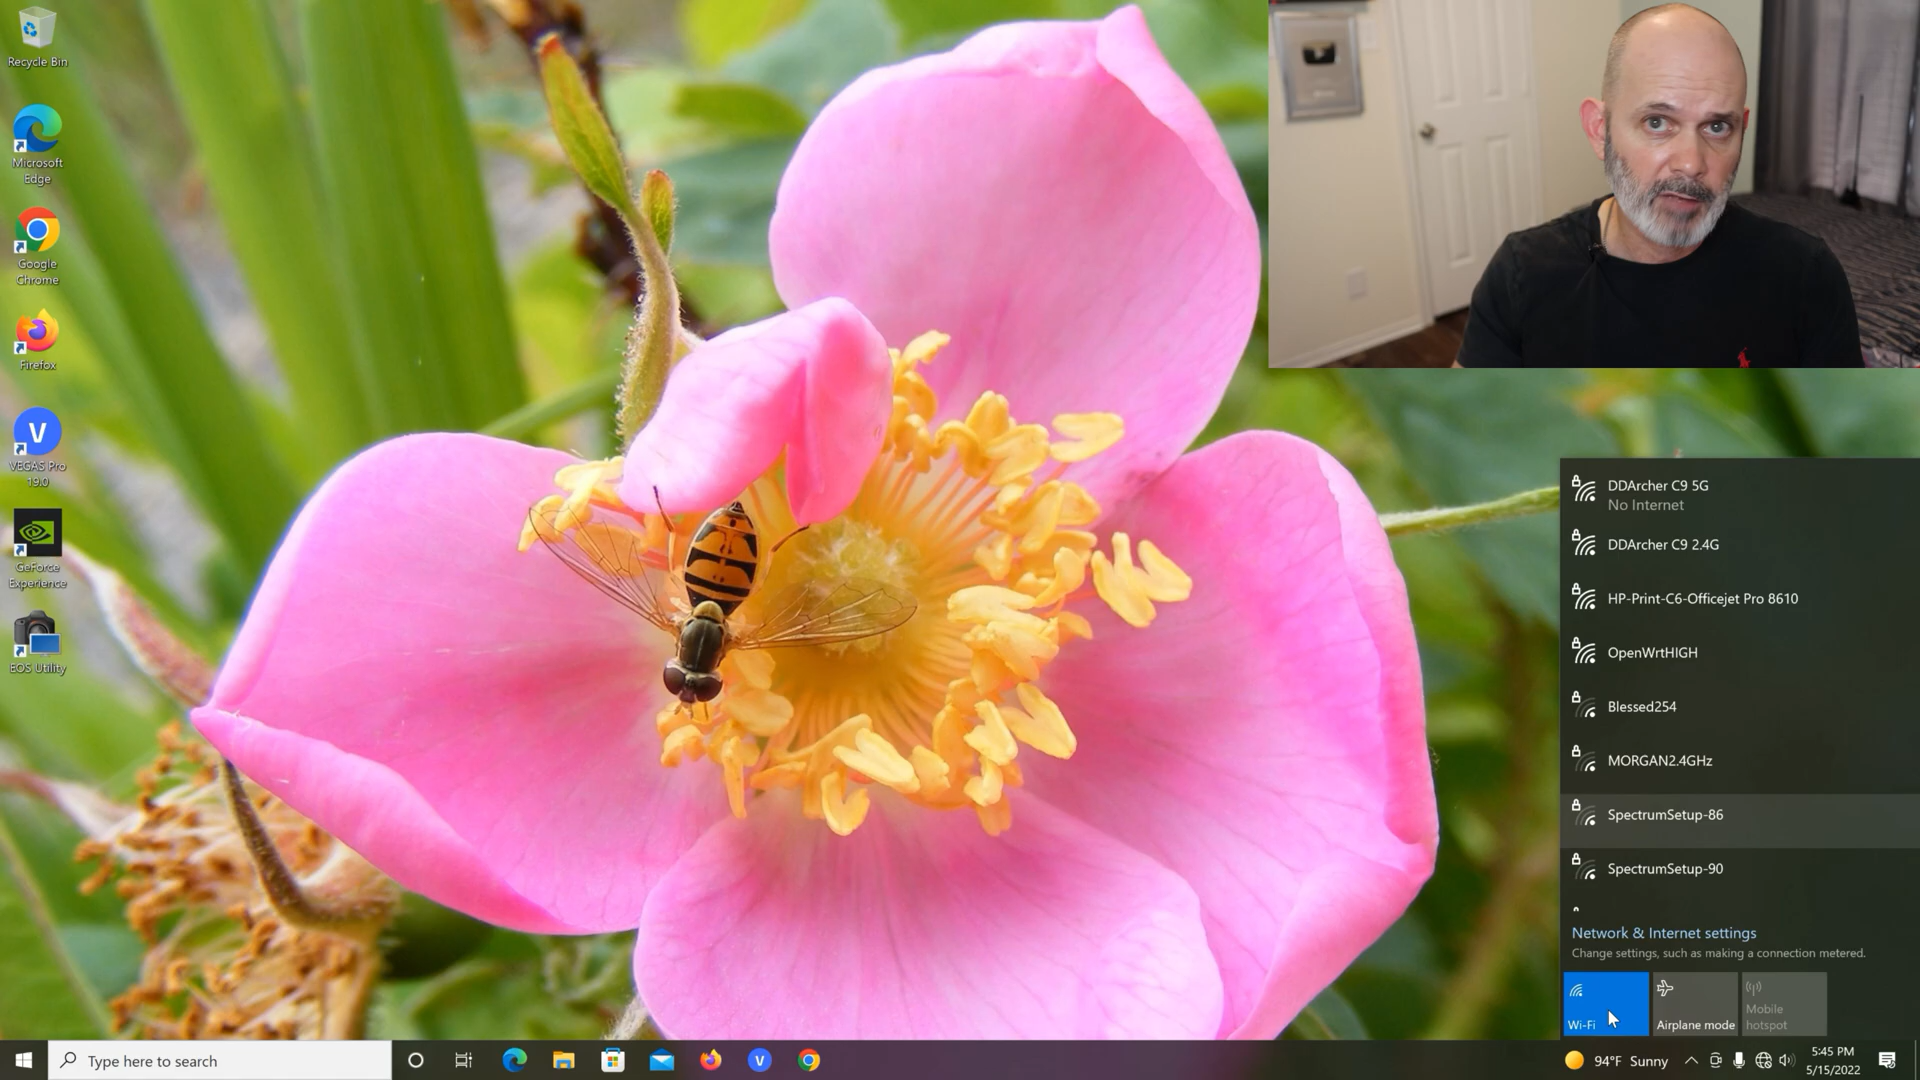 Recycle Bin
Microsoft
Edge
Google
Chrome
Firefox
V
VEGAS Pro
19.0
GeForce
Experience
EOS Utility
DDArcher C9 5G
No Internet
DDArcher C9 2.4G
HP-Print-C6-Officejet Pro 8610
OpenWrtHIGH
Blessed254
MORGAN2.4GHz
SpectrumSetup-86
SpectrumSetup-90
Network & Internet settings
Change settings, such as making a connection metered.
Wi-Fi
Airplane mode
Mobile
hotspot
Type here to search
V
94°F Sunny
5:45 PM
5/15/2022